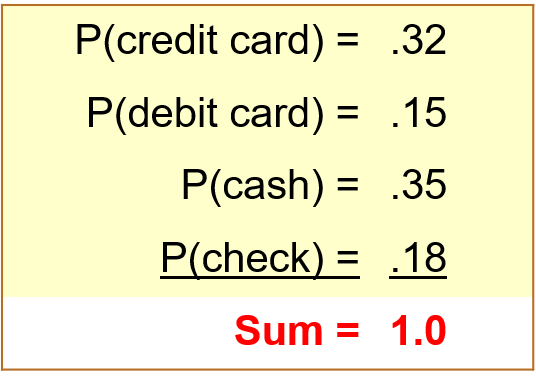 P(credit card) = .32
P(debit card) = .15
P(cash) = .35
P(check) = .18
Sum = 1.0